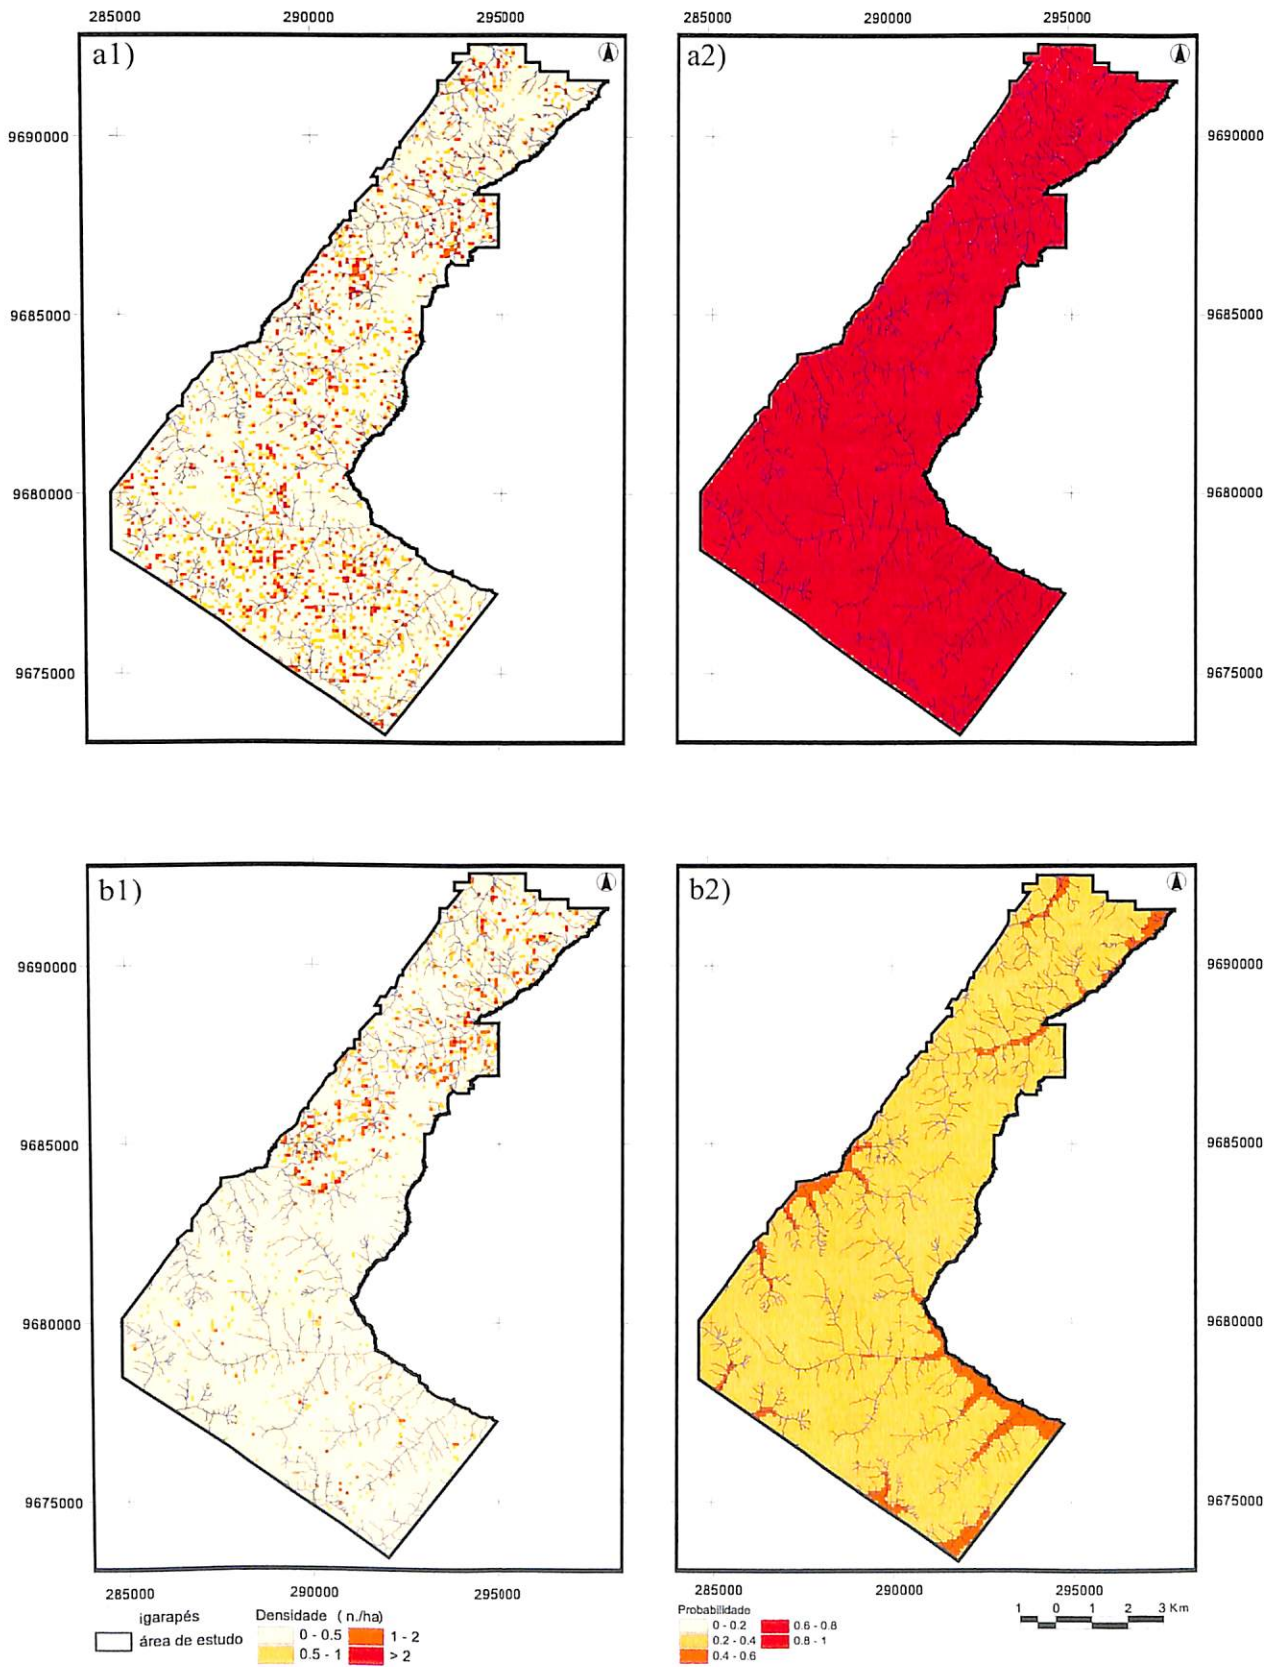 285000 290000 295000 285000 290000 295000
a1) a2)
9690000 9690000
9685000 9685000
9680000 9680000
9675000 9675000
b1) b2)
9690000 9690000
9685000 9685000
9680000 9680000
9675000 9675000
285000 290000 295000 285000 290000 295000
igarapés
área de estudo
Densidade ( n./ha)
0 - 0.5 1 - 2
0.5 - 1 > 2
Probabilidade
0 - 0.2 0.6 - 0.8
0.2 - 0.4 0.8 - 1
0.4 - 0.6
1 0 1 2 3 Km